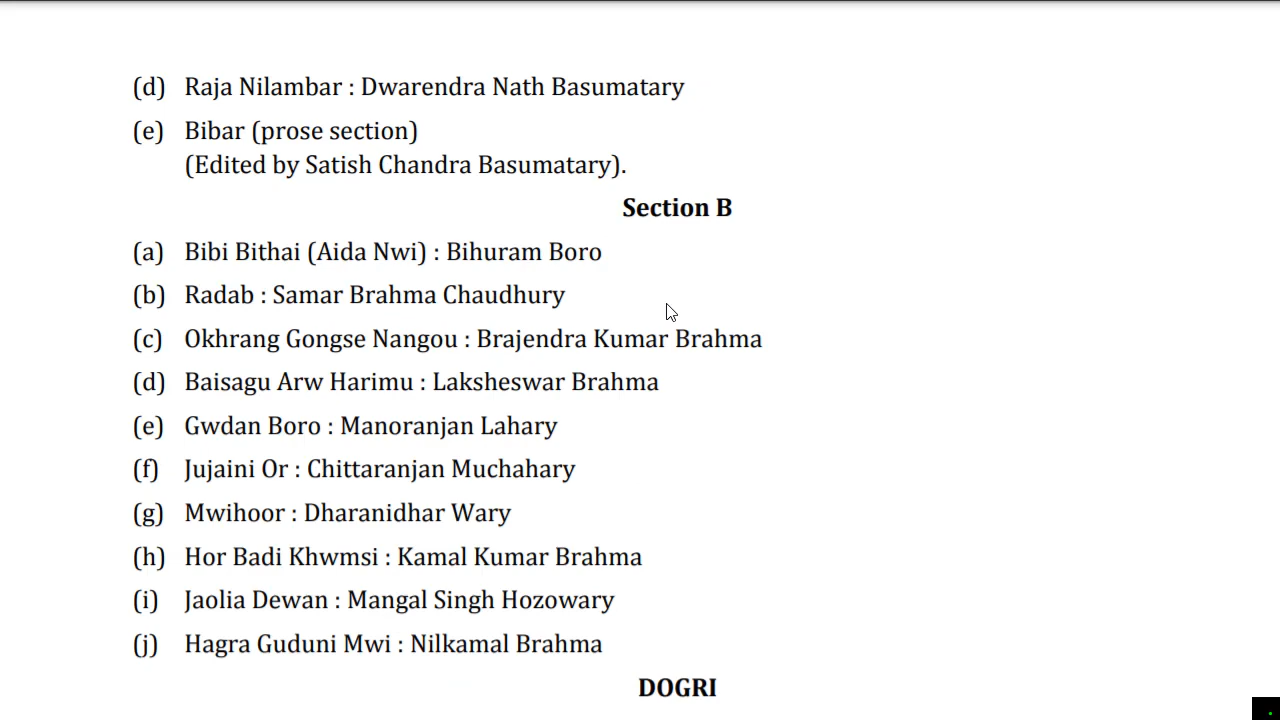 (d) Raja Nilambar : Dwarendra Nath Basumatary
(e) Bibar (prose section)
(Edited by Satish Chandra Basumatary).
Section B
(a) Bibi Bithai (Aida Nwi) : Bihuram Boro
(b) Radab : Samar Brahma Chaudhury
(c) Okhrang Gongse Nangou : Brajendra Kumar Brahma
(d) Baisagu Arw Harimu : Laksheswar Brahma
(e) Gwdan Boro : Manoranjan Lahary
(f) Jujaini Or : Chittaranjan Muchahary
(g) Mwihoor : Dharanidhar Wary
(h) Hor Badi Khwmsi : Kamal Kumar Brahma
(i) Jaolia Dewan : Mangal Singh Hozowary
(j) Hagra Guduni Mwi : Nilkamal Brahma
DOGRI